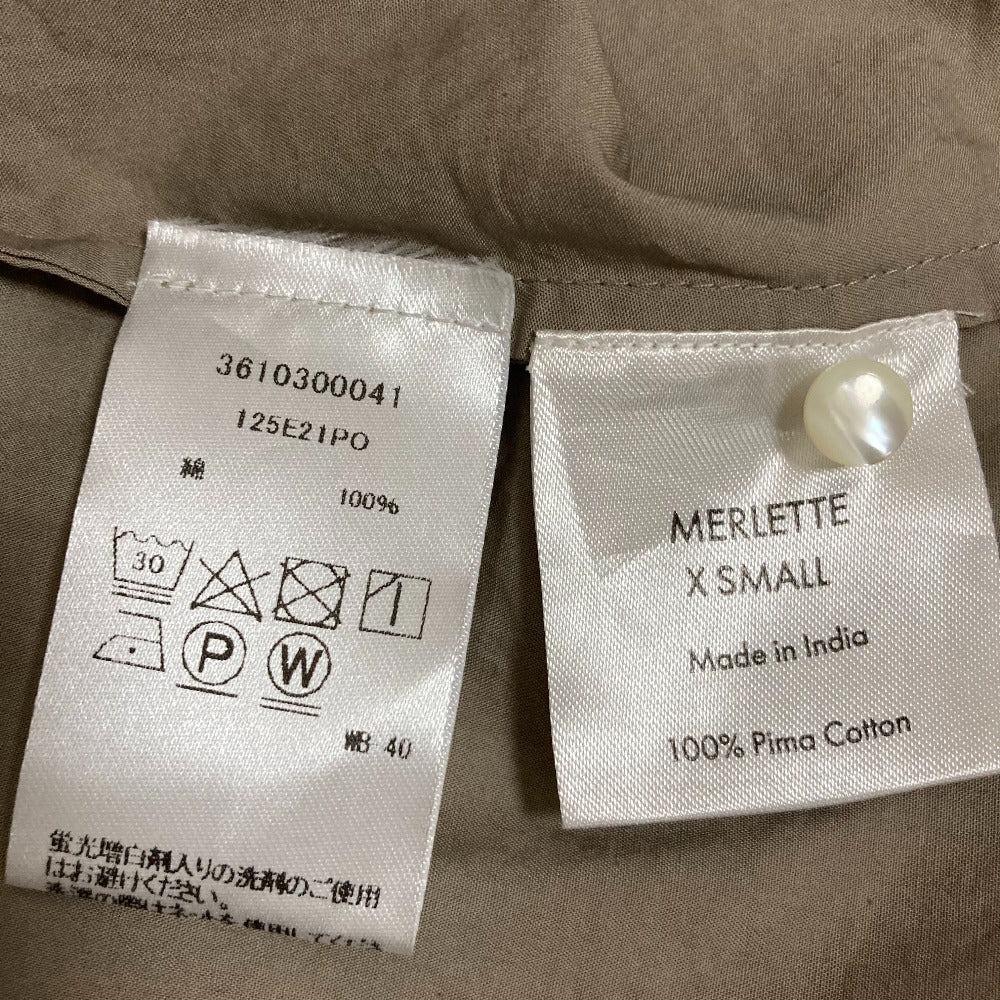 3610300041
125E21PO
綿 100%
30
P W
WB 40
蛍光増白剤入りの洗剤のご使用
はお避けください。
MERLETTE
X SMALL
Made in India
100% Pima Cotton